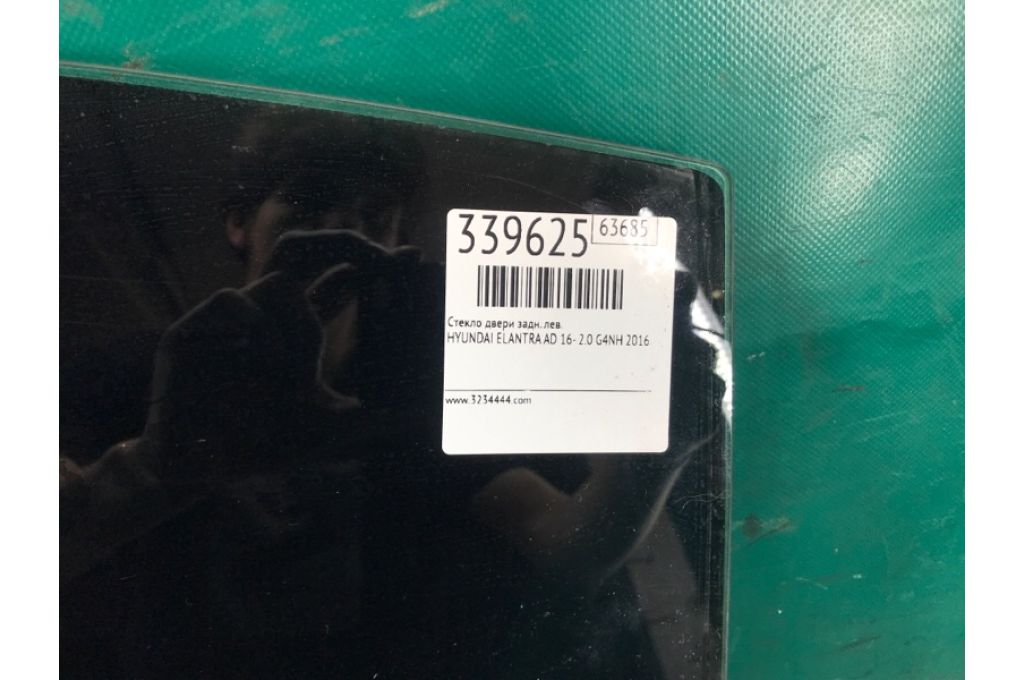 339625 63685
Стекло двери задн. лев.
HYUNDAI ELANTRA AD 16- 2.0 G4NH 2016
www.3234444.com